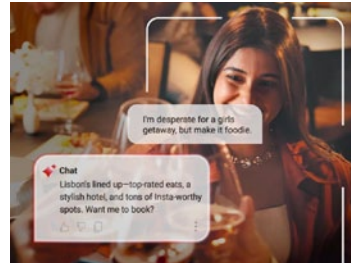 I'm desperate for a girls
getaway, but make it foodie.
Chat
Lisbon's lined up—top-rated eats, a
stylish hotel, and tons of Insta-worthy
spots. Want me to book?